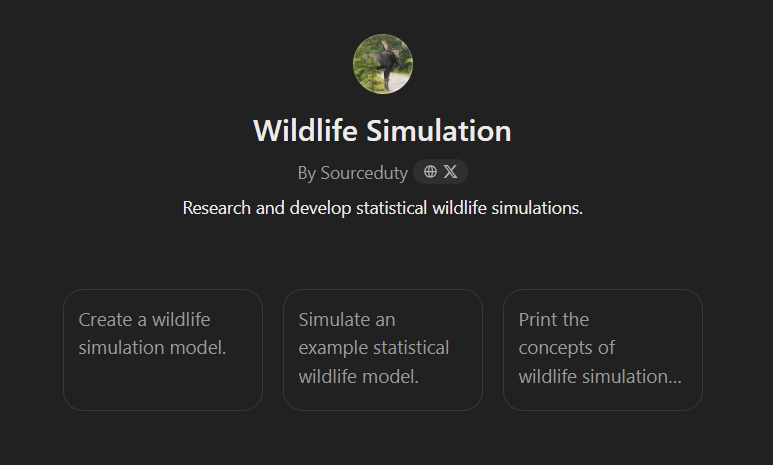 Wildlife Simulation
By Sourceduty
Research and develop statistical wildlife simulations.
Create a wildlife
simulation model.
Simulate an
example statistical
wildlife model.
Print the
concepts of
wildlife simulation...